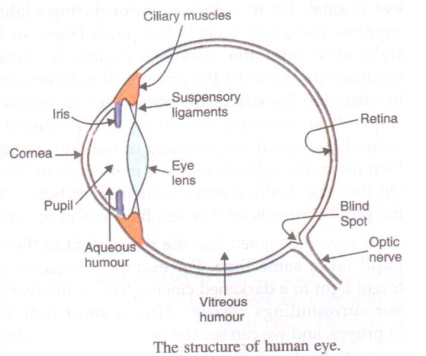 Ciliary muscles
Suspensory
ligaments
Iris
Retina
Cornea
Eye
lens
Pupil
Blind
Spot
Aqueous
humour
Optic
nerve
Vitreous
humour
The structure of human eye.